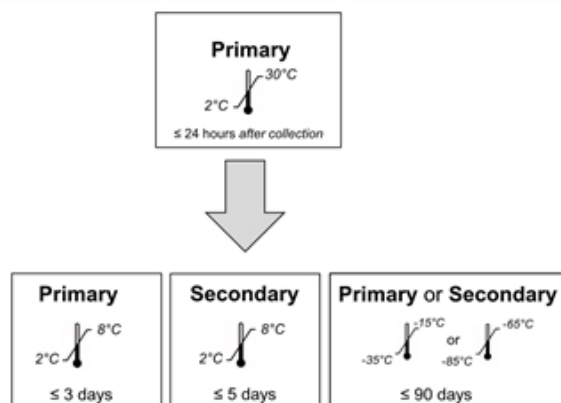 Primary
30°C
2°C
≤ 24 hours after collection
Primary
8°C
2°C
≤ 3 days
Secondary
8°C
2°C
≤ 5 days
Primary or Secondary
-15°C
-35°C
or
-65°C
-85°C
≤ 90 days